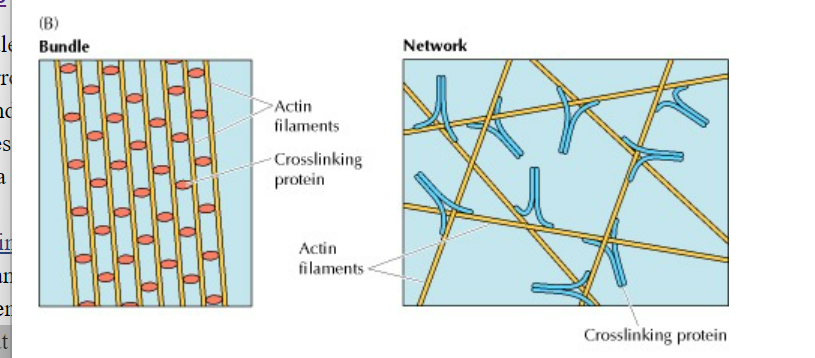 (B)
Bundle
Network
Actin
filaments
Crosslinking
protein
Actin
filaments
Crosslinking protein